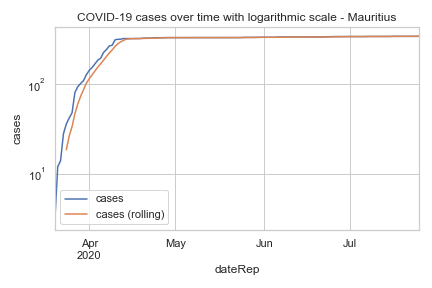 COVID-19 cases over time with logarithmic scale - Mauritius
cases
10²
10¹
cases
cases (rolling)
Apr
2020
May
Jun
Jul
dateRep